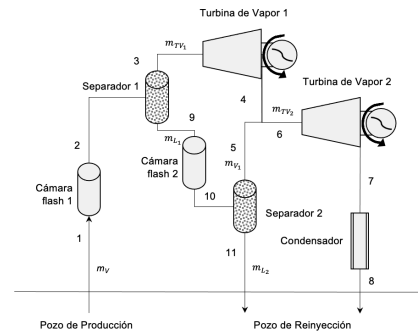 Turbina de Vapor 1
3
m_TV₁
Separador 1
Turbina de Vapor 2
9
4
m_TV₂
m_L₁
6
2
Cámara
flash 2
5
m_V₁
Cámara
flash 1
7
10
Separador 2
1
11
Condensador
m_V
m_L₂
8
Pozo de Producción
Pozo de Reinyección